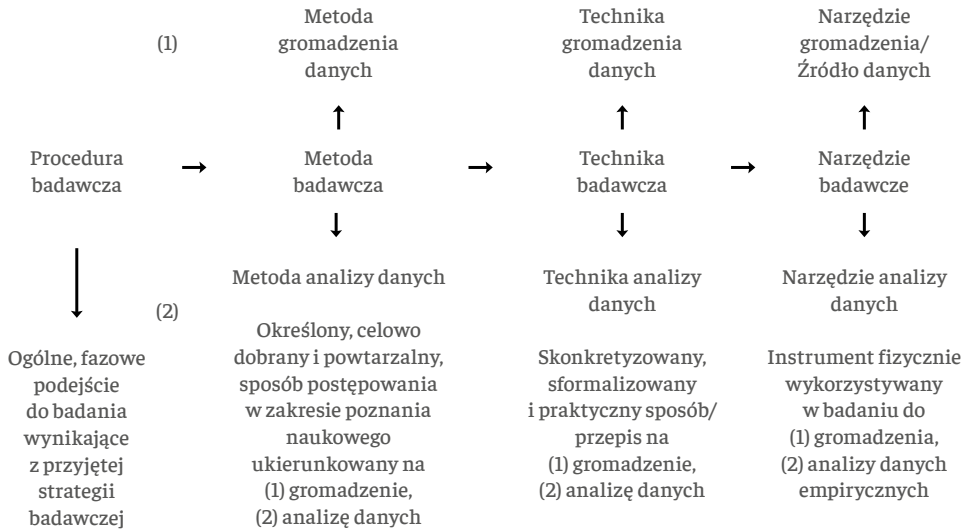 (1)
Metoda
gromadzenia
danych
Technika
gromadzenia
danych
Narzędzie
gromadzenia/
Źródło danych
Procedura
badawcza
Metoda
badawcza
Technika
badawcza
Narzędzie
badawcze
(2)
Ogólne, fazowe
podejście
do badania
wynikające
z przyjętej
strategii
badawczej
Metoda analizy danych
Określony, celowo
dobrany i powtarzalny,
sposób postępowania
w zakresie poznania
naukowego
ukierunkowany na
(1) gromadzenie,
(2) analizę danych
Technika analizy
danych
Skonkretyzowany,
sformalizowany
i praktyczny sposób/
przepis na
(1) gromadzenie,
(2) analizę danych
Narzędzie analizy
danych
Instrument fizycznie
wykorzystywany
w badaniu do
(1) gromadzenia,
(2) analizy danych
empirycznych